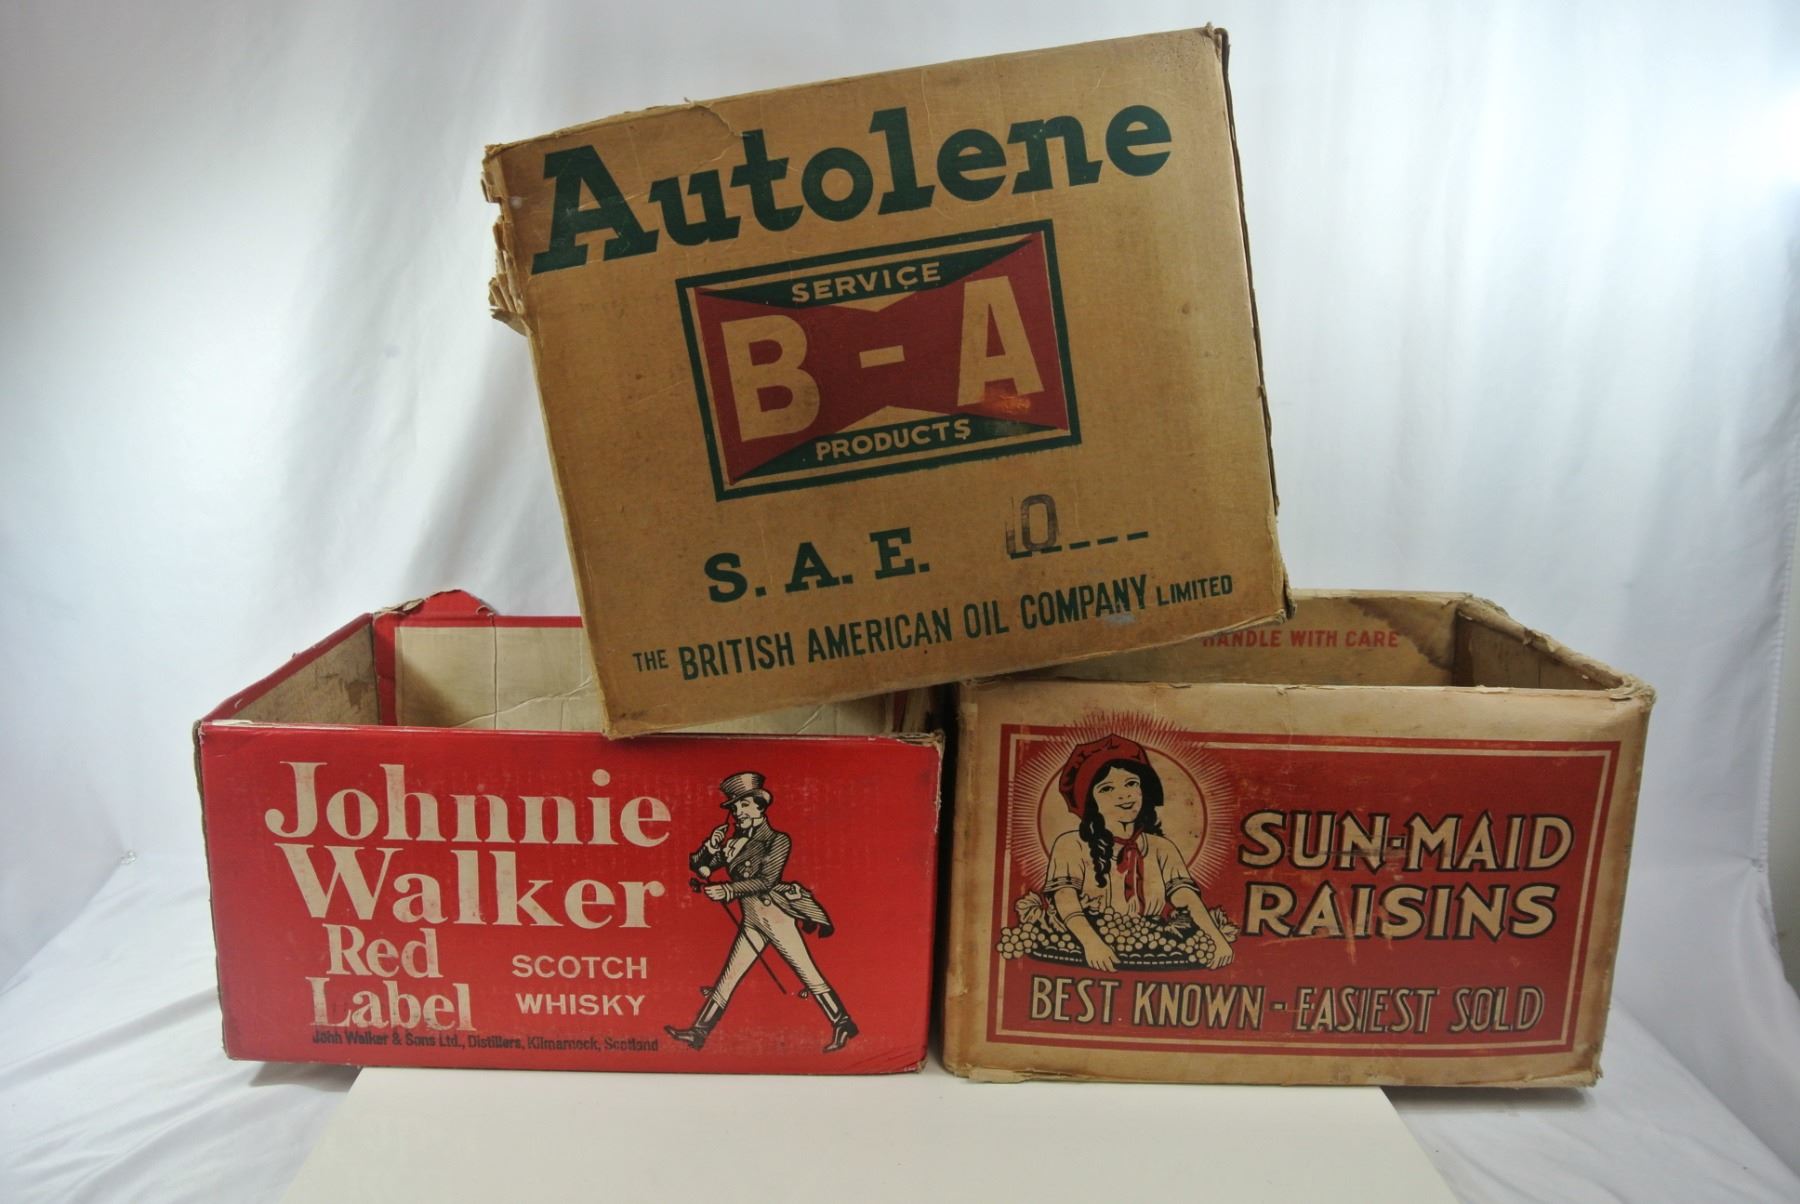 Autolene
SERVICE
B-A
PRODUCTS
S. A. E. 10
THE BRITISH AMERICAN OIL COMPANY LIMITED
HANDLE WITH CARE
Johnnie
Walker
Red
Label
SCOTCH
WHISKY
John Walker & Sons Ltd., Distillers, Kilmarnock, Scotland
SUN-MAID
RAISINS
BEST KNOWN - EASIEST SOLD